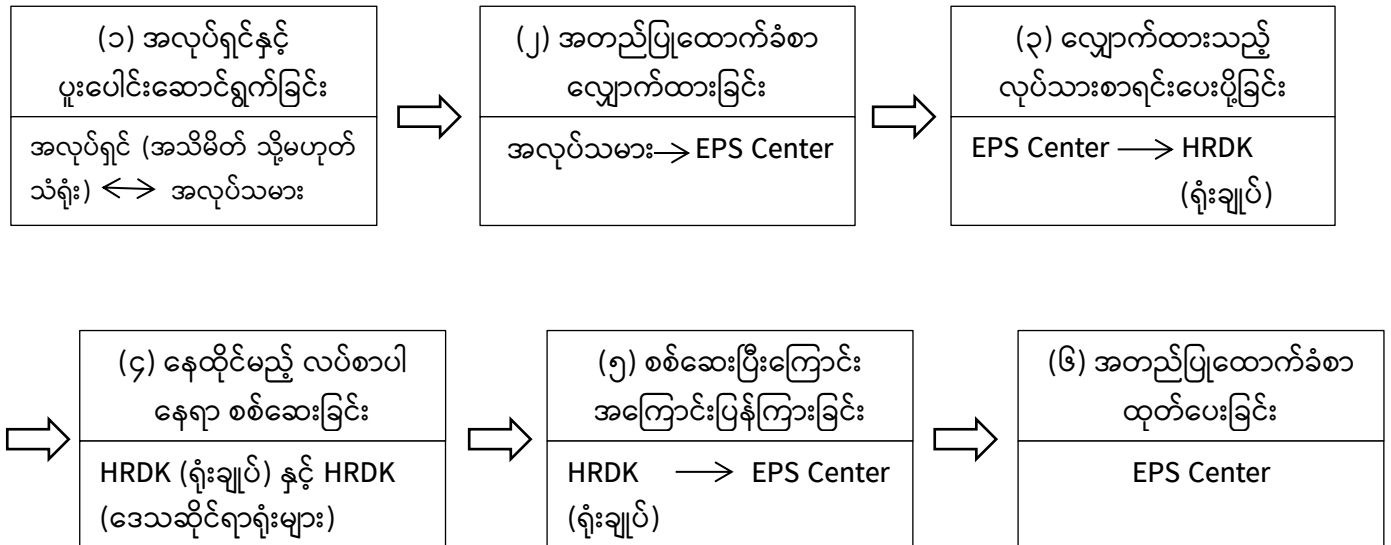 (၁) အလုပ်ရှင်နှင့်
ပူးပေါင်းဆောင်ရွက်ခြင်း
အလုပ်ရှင် (အသိမိတ် သို့မဟုတ်
သံရုံး) ⟷ အလုပ်သမား
(၂) အတည်ပြုထောက်ခံစာ
လျှောက်ထားခြင်း
အလုပ်သမား→ EPS Center
(၃) လျှောက်ထားသည့်
လုပ်သားစာရင်းပေးပို့ခြင်း
EPS Center → HRDK
(ရုံးချုပ်)
(၄) နေထိုင်မည့် လပ်စာပါ
နေရာ စစ်ဆေးခြင်း
HRDK (ရုံးချုပ်) နှင့် HRDK
(ဒေသဆိုင်ရာရုံးများ)
(၅) စစ်ဆေးပြီးကြောင်း
အကြောင်းပြန်ကြားခြင်း
HRDK → EPS Center
(ရုံးချုပ်)
(၆) အတည်ပြုထောက်ခံစာ
ထုတ်ပေးခြင်း
EPS Center